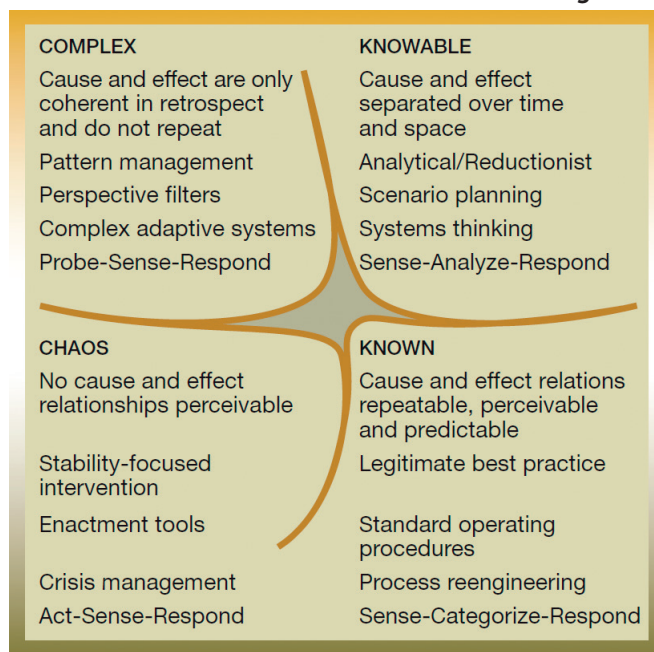 COMPLEX
Cause and effect are only
coherent in retrospect
and do not repeat
Pattern management
Perspective filters
Complex adaptive systems
Probe-Sense-Respond
KNOWABLE
Cause and effect
separated over time
and space
Analytical/Reductionist
Scenario planning
Systems thinking
Sense-Analyze-Respond
CHAOS
No cause and effect
relationships perceivable
Stability-focused
intervention
Enactment tools
Crisis management
Act-Sense-Respond
KNOWN
Cause and effect relations
repeatable, perceivable
and predictable
Legitimate best practice
Standard operating
procedures
Process reengineering
Sense-Categorize-Respond